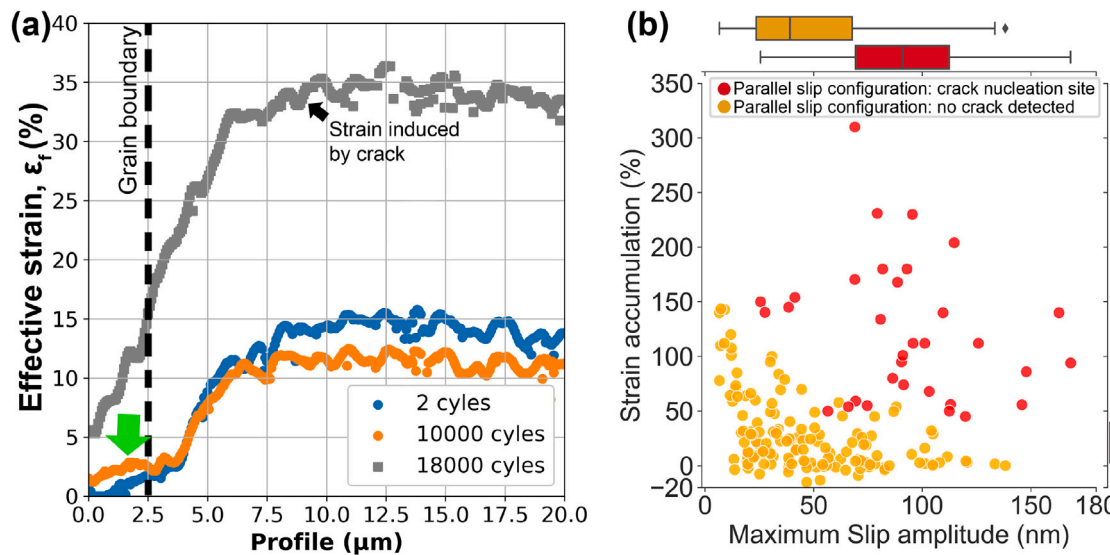 (a)
Effective strain, ε_f (%)
40
35
30
25
20
15
10
5
0
Grain boundary
Strain induced
by crack
2 cyles
10000 cyles
18000 cyles
0.0 2.5 5.0 7.5 10.0 12.5 15.0 17.5 20.0
Profile (μm)
(b)
Strain accumulation (%)
350
300
250
200
150
100
50
0
−20
Parallel slip configuration: crack nucleation site
Parallel slip configuration: no crack detected
0 50 100 150 180
Maximum Slip amplitude (nm)